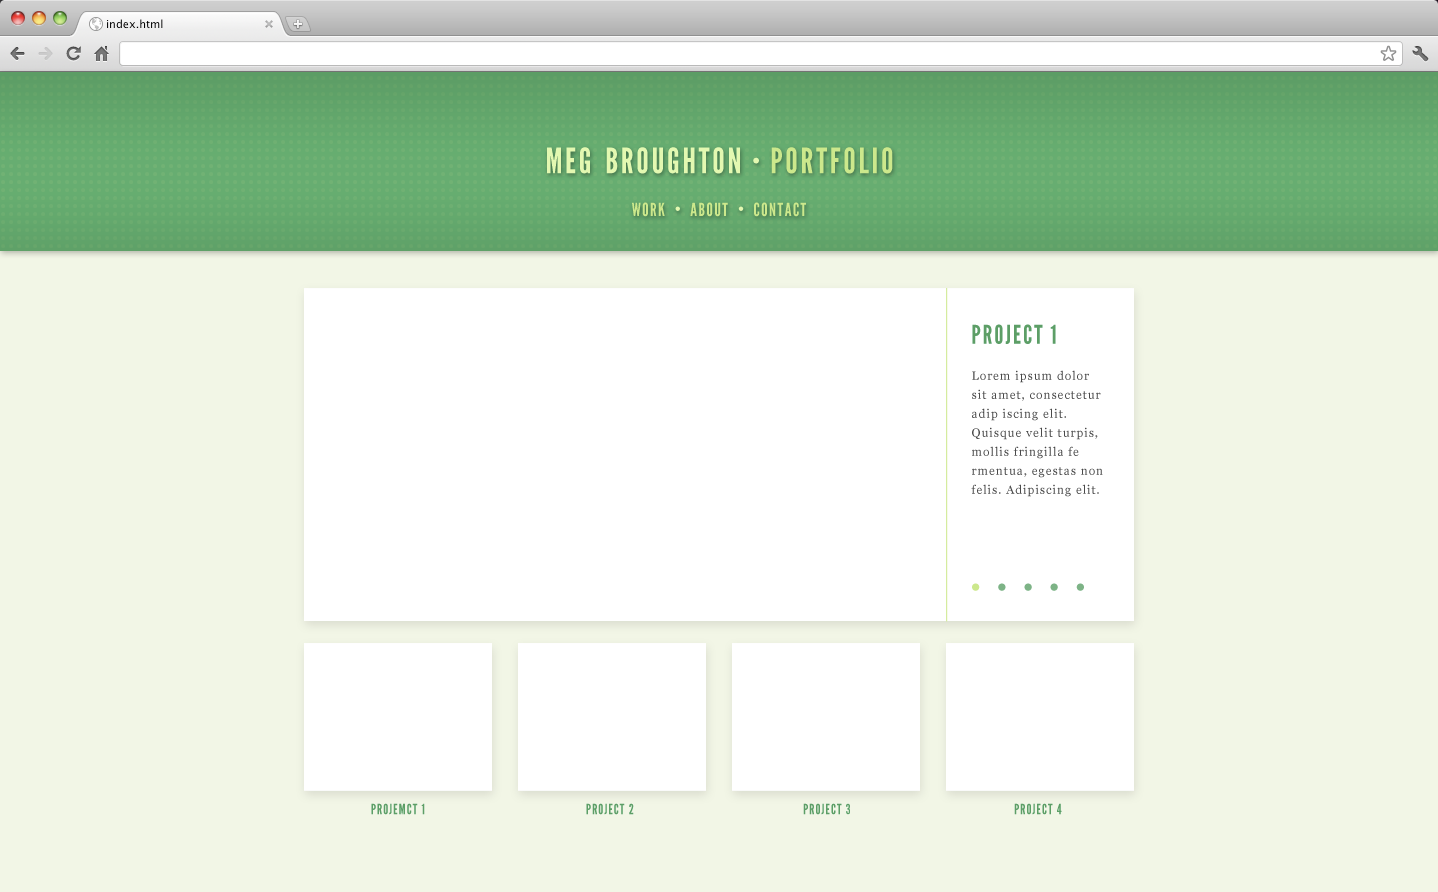 index.html
MEG BROUGHTON • PORTFOLIO
WORK • ABOUT • CONTACT
PROJECT 1
Lorem ipsum dolor
sit amet, consectetur
adip iscing elit.
Quisque velit turpis,
mollis fringilla fe
rmentua, egestas non
felis. Adipiscing elit.
PROJEMCT 1
PROJECT 2
PROJECT 3
PROJECT 4